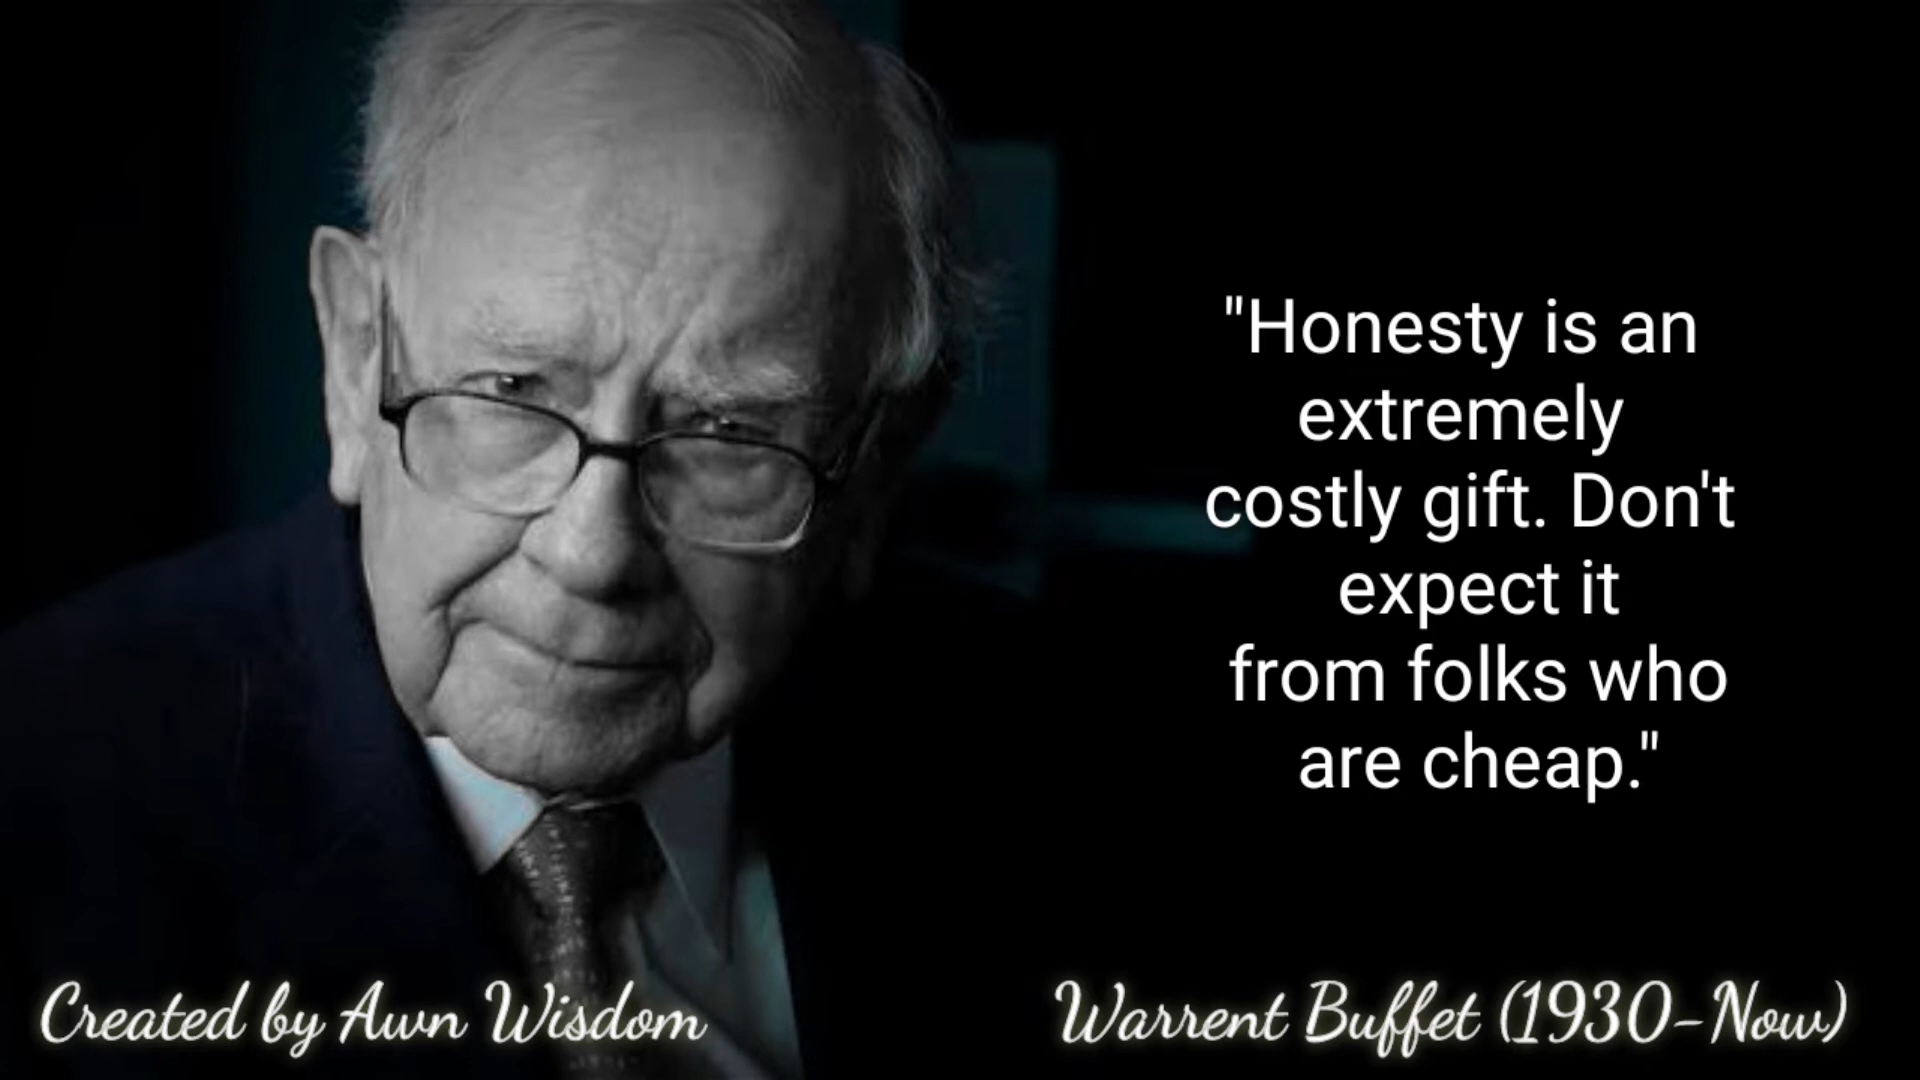 "Honesty is an
extremely
costly gift. Don't
expect it
from folks who
are cheap."
Created by Awn Wisdom
Warrent Buffet (1930-Now)